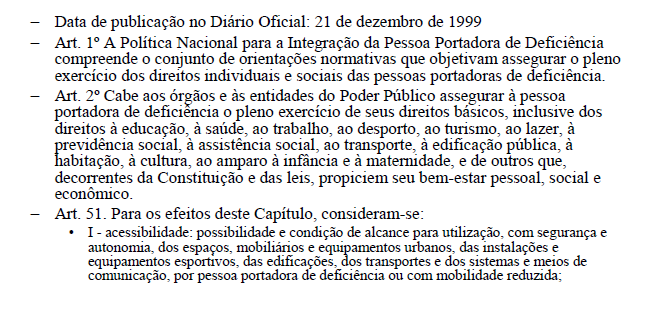 – Data de publicação no Diário Oficial: 21 de dezembro de 1999
– Art. 1º A Política Nacional para a Integração da Pessoa Portadora de Deficiência
compreende o conjunto de orientações normativas que objetivam assegurar o pleno
exercício dos direitos individuais e sociais das pessoas portadoras de deficiência.
– Art. 2º Cabe aos órgãos e às entidades do Poder Público assegurar à pessoa
portadora de deficiência o pleno exercício de seus direitos básicos, inclusive dos
direitos à educação, à saúde, ao trabalho, ao desporto, ao turismo, ao lazer, à
previdência social, à assistência social, ao transporte, à edificação pública, à
habitação, à cultura, ao amparo à infância e à maternidade, e de outros que,
decorrentes da Constituição e das leis, propiciem seu bem-estar pessoal, social e
econômico.
– Art. 51. Para os efeitos deste Capítulo, consideram-se:
• I - acessibilidade: possibilidade e condição de alcance para utilização, com segurança e
autonomia, dos espaços, mobiliários e equipamentos urbanos, das instalações e
equipamentos esportivos, das edificações, dos transportes e dos sistemas e meios de
comunicação, por pessoa portadora de deficiência ou com mobilidade reduzida;